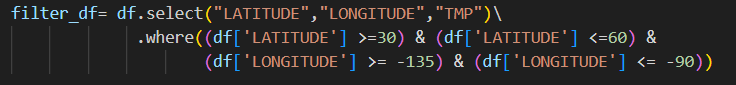 filter_df= df.select("LATITUDE","LONGITUDE","TMP")\
.where((df['LATITUDE'] >=30) & (df['LATITUDE'] <=60) &
(df['LONGITUDE'] >= -135) & (df['LONGITUDE'] <= -90))